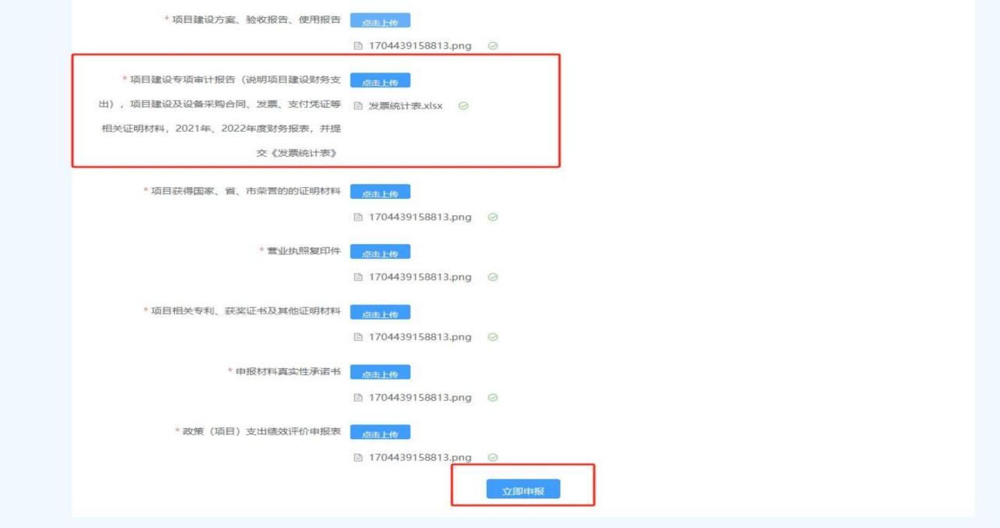 * 项目建设方案、验收报告、使用报告 点击上传
1704439158813.png
* 项目建设专项审计报告（说明项目建设财务支 点击上传
出），项目建设及设备采购合同、发票、支付凭证等 发票统计表.xlsx
相关证明材料，2021年、2022年度财务报表，并提
交《发票统计表》
* 项目获得国家、省、市荣誉的的证明材料 点击上传
1704439158813.png
* 营业执照复印件 点击上传
1704439158813.png
* 项目相关专利、获奖证书及其他证明材料 点击上传
1704439158813.png
* 申报材料真实性承诺书 点击上传
1704439158813.png
* 政策（项目）支出绩效评价申报表 点击上传
1704439158813.png
立即申报